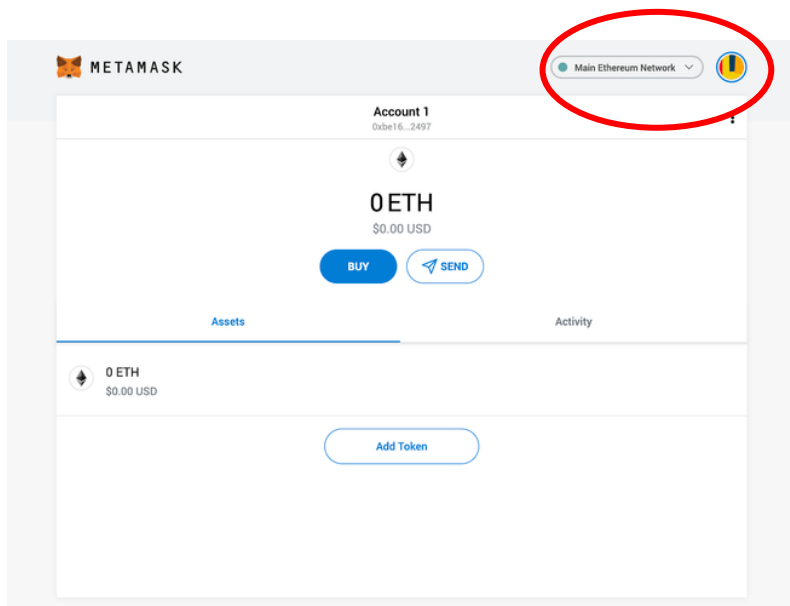 METAMASK
Main Ethereum Network
Account 1
0xbe16...2497
0 ETH
$0.00 USD
BUY
SEND
Assets
Activity
0 ETH
$0.00 USD
Add Token